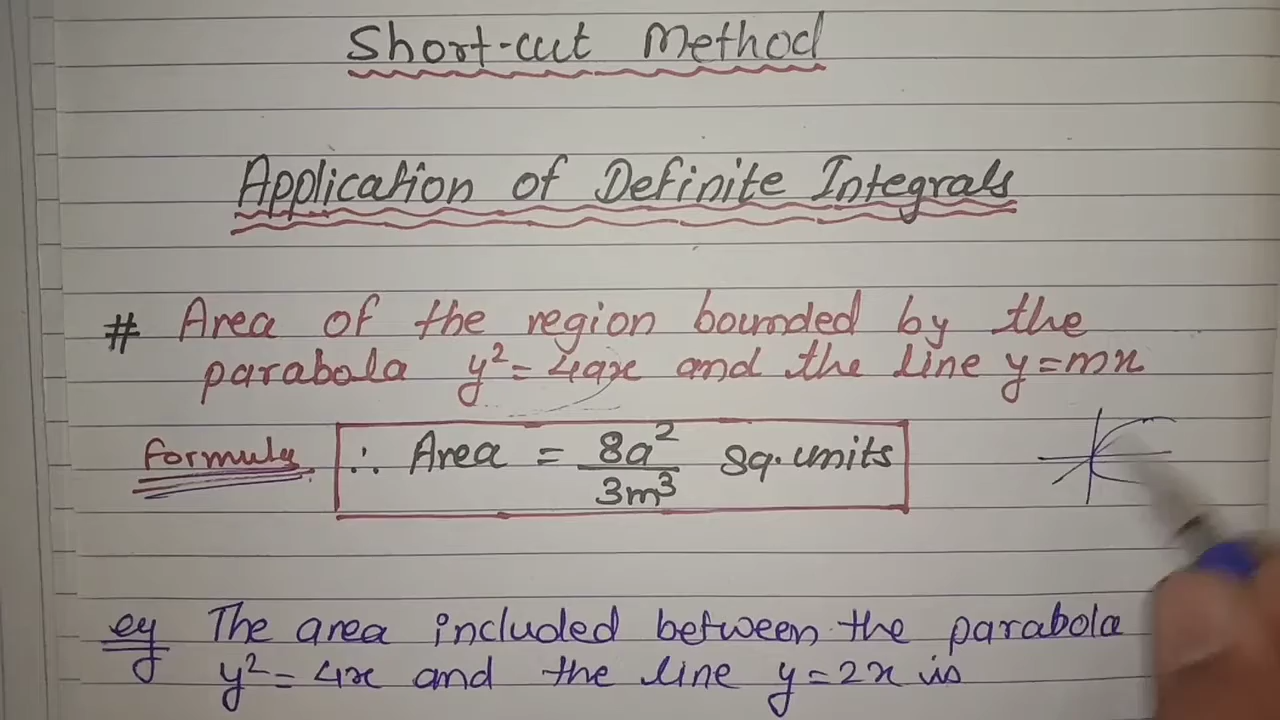 Short-cut Method
Application of Definite Integrals
# Area of the region bounded by the
parabola y² = 4ax and the line y = mx
Formula ∴ Area = 8a²/3m³ sq. units
eg The area included between the parabola
y² = 4x and the line y = 2x is